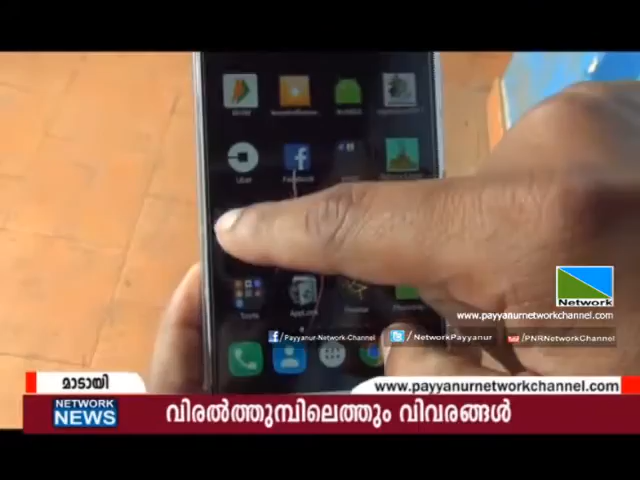 Uber
Facebook
Tools
AppLock
Network
www.payyanurnetworkchannel.com
/Payyanur-Network-Channel
/NetworkPayyanur
/PNRNetworkChannel
മാടായി
www.payyanurnetworkchannel.com
NETWORK
NEWS
വിരൽത്തുമ്പിലെത്തും വിവരങ്ങൾ